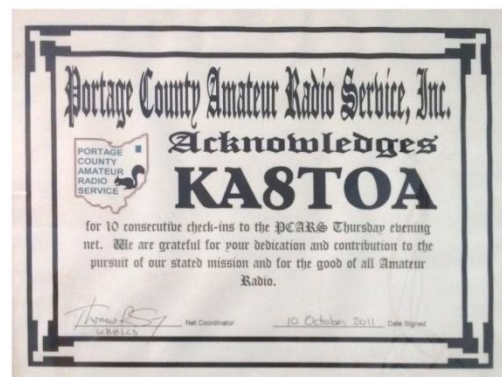 Portage County Amateur Radio Service, Inc.
PORTAGE
COUNTY
AMATEUR
RADIO
SERVICE
Acknowledges
KA8TOA
for 10 consecutive check-ins to the PCARS Thursday evening
net. We are grateful for your dedication and contribution to the
pursuit of our stated mission and for the good of all Amateur
Radio.
Net Coordinator
10 October 2011 Date Signed